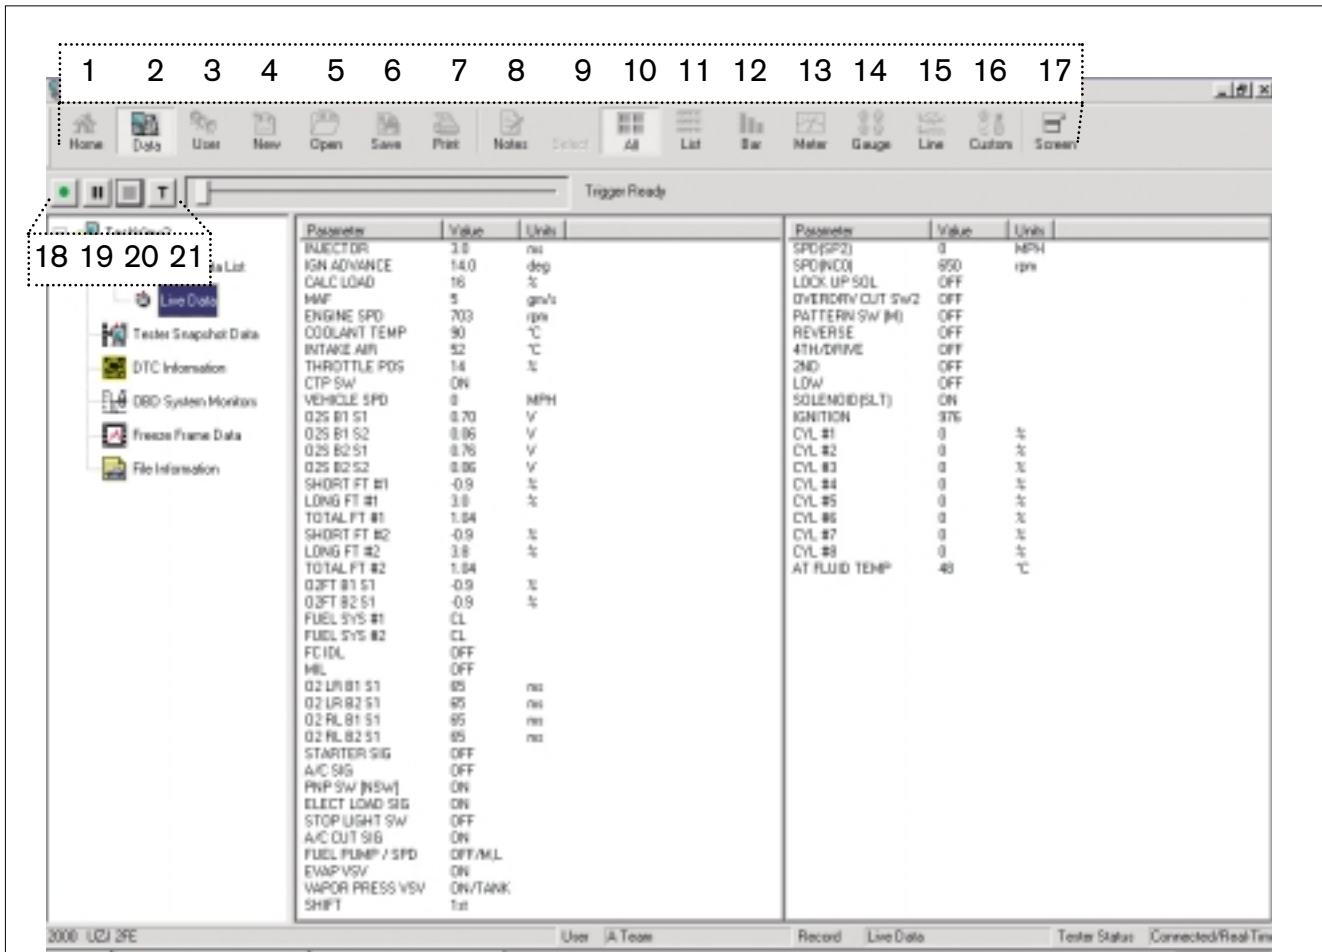 1 2 3 4 5 6 7 8 9 10 11 12 13 14 15 16 17
Home Data User New Open Save Print Notes Select All List Bar Meter Gauge Line Custom Screen
T Trigger Ready
18 19 20 21
Live Data
Tester Snapshot Data
DTC Information
OBD System Monitors
Freeze Frame Data
File Information
Parameter Value Units
INJECTOR 3.0 ms
IGN ADVANCE 14.0 deg
CALC LOAD 16 %
MAF 5 gm/s
ENGINE SPD 703 rpm
COOLANT TEMP 90 °C
INTAKE AIR 52 °C
THROTTLE POS 14 %
CTP SW ON
VEHICLE SPD 0 MPH
O2S B1 S1 0.70 V
O2S B1 S2 0.06 V
O2S B2 S1 0.76 V
O2S B2 S2 0.06 V
SHORT FT #1 -0.9 %
LONG FT #1 3.0 %
TOTAL FT #1 1.04
SHORT FT #2 -0.9 %
LONG FT #2 3.8 %
TOTAL FT #2 1.04
O2FT B1 S1 -0.9 %
O2FT B2 S1 -0.9 %
FUEL SYS #1 CL
FUEL SYS #2 CL
FC IDL OFF
MIL OFF
O2 LR B1 S1 65 ms
O2 LR B2 S1 65 ms
O2 RL B1 S1 65 ms
O2 RL B2 S1 65 ms
STARTER SIG OFF
A/C SIG OFF
PNP SW [NSW] ON
ELECT LOAD SIG ON
STOP LIGHT SW OFF
A/C CUT SIG ON
FUEL PUMP / SPD OFF/M,L
EVAP VSV ON
VAPOR PRESS VSV ON/TANK
SHIFT 1st
Parameter Value Units
SPD(SP2) 0 MPH
SPD(NC0) 650 rpm
LOCK UP SOL OFF
OVERDRV CUT SW2 OFF
PATTERN SW (M) OFF
REVERSE OFF
4TH/DRIVE OFF
2ND OFF
LOW OFF
SOLENOID(SLT) ON
IGNITION 976
CYL #1 0 %
CYL #2 0 %
CYL #3 0 %
CYL #4 0 %
CYL #5 0 %
CYL #6 0 %
CYL #7 0 %
CYL #8 0 %
AT FLUID TEMP 48 °C
2000 UZJ 2FE User A Team Record Live Data Tester Status Connected/Real-Time